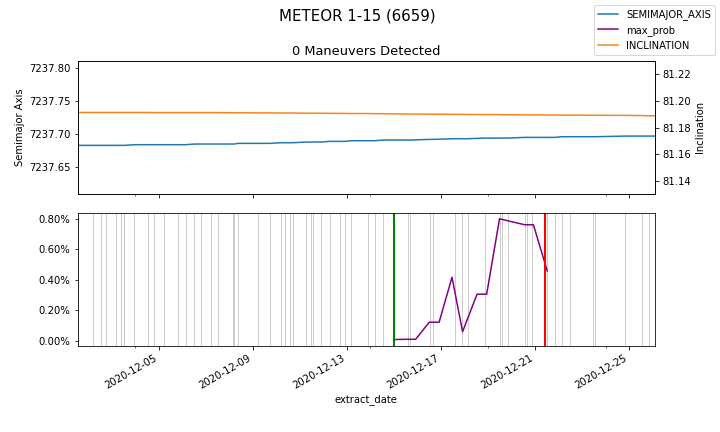 METEOR 1-15 (6659)
SEMIMAJOR_AXIS
max_prob
INCLINATION
0 Maneuvers Detected
7237.80
7237.75
7237.70
7237.65
Semimajor Axis
81.22
81.20
81.18
81.16
81.14
Inclination
0.80%
0.60%
0.40%
0.20%
0.00%
2020-12-05
2020-12-09
2020-12-13
2020-12-17
2020-12-21
2020-12-25
extract_date